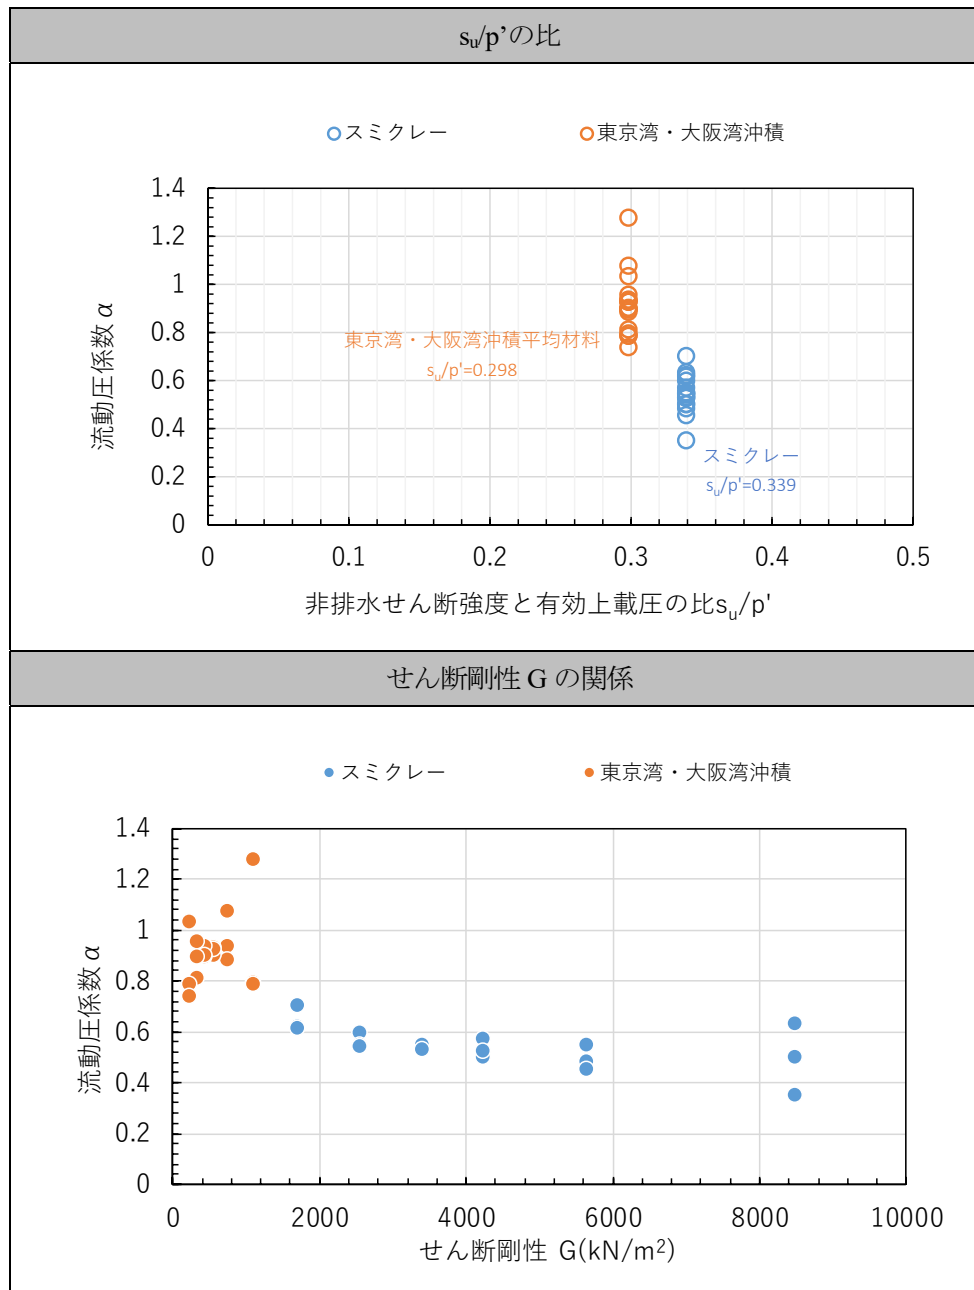 su/p’の比
スミクレー 東京湾・大阪湾沖積
1.4
1.2
1
0.8
0.6
0.4
0.2
0
流動圧係数α
東京湾・大阪湾沖積平均材料
su/p'=0.298
スミクレー
su/p'=0.339
0 0.1 0.2 0.3 0.4 0.5
非排水せん断強度と有効上載圧の比su/p'
せん断剛性 G の関係
スミクレー 東京湾・大阪湾沖積
1.4
1.2
1
0.8
0.6
0.4
0.2
0
流動圧係数α
0 2000 4000 6000 8000 10000
せん断剛性 G(kN/m²)